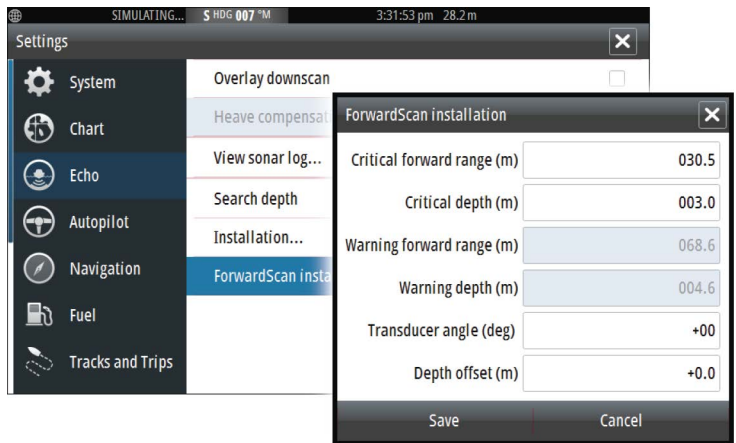 SIMULATING... S HDG 007 °M 3:31:53 pm 28.2 m
Settings
System
Chart
Echo
Autopilot
Navigation
Fuel
Tracks and Trips
Overlay downscan
Heave compensat
View sonar log...
Search depth
Installation...
ForwardScan insta
ForwardScan installation
Critical forward range (m) 030.5
Critical depth (m) 003.0
Warning forward range (m) 068.6
Warning depth (m) 004.6
Transducer angle (deg) +00
Depth offset (m) +0.0
Save Cancel